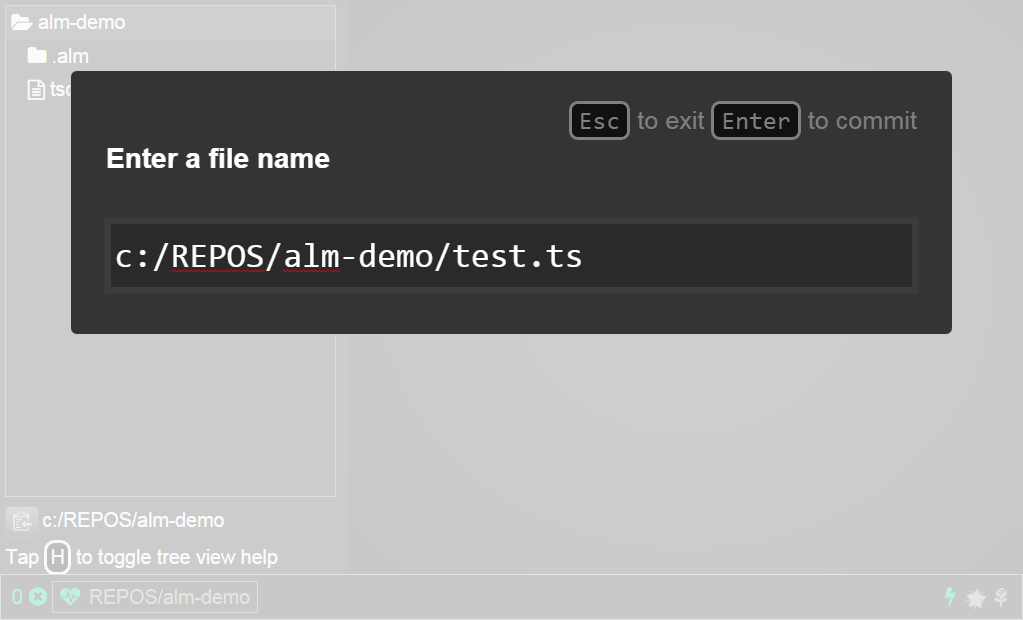 alm-demo
.alm
Esc to exit Enter to commit
Enter a file name
c:/REPOS/alm-demo/test.ts
c:/REPOS/alm-demo
Tap H to toggle tree view help
0 REPOS/alm-demo